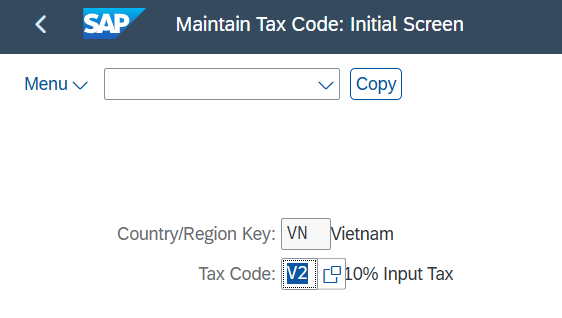 SAP Maintain Tax Code: Initial Screen
Menu Copy
Country/Region Key: VN Vietnam
Tax Code: V2 10% Input Tax